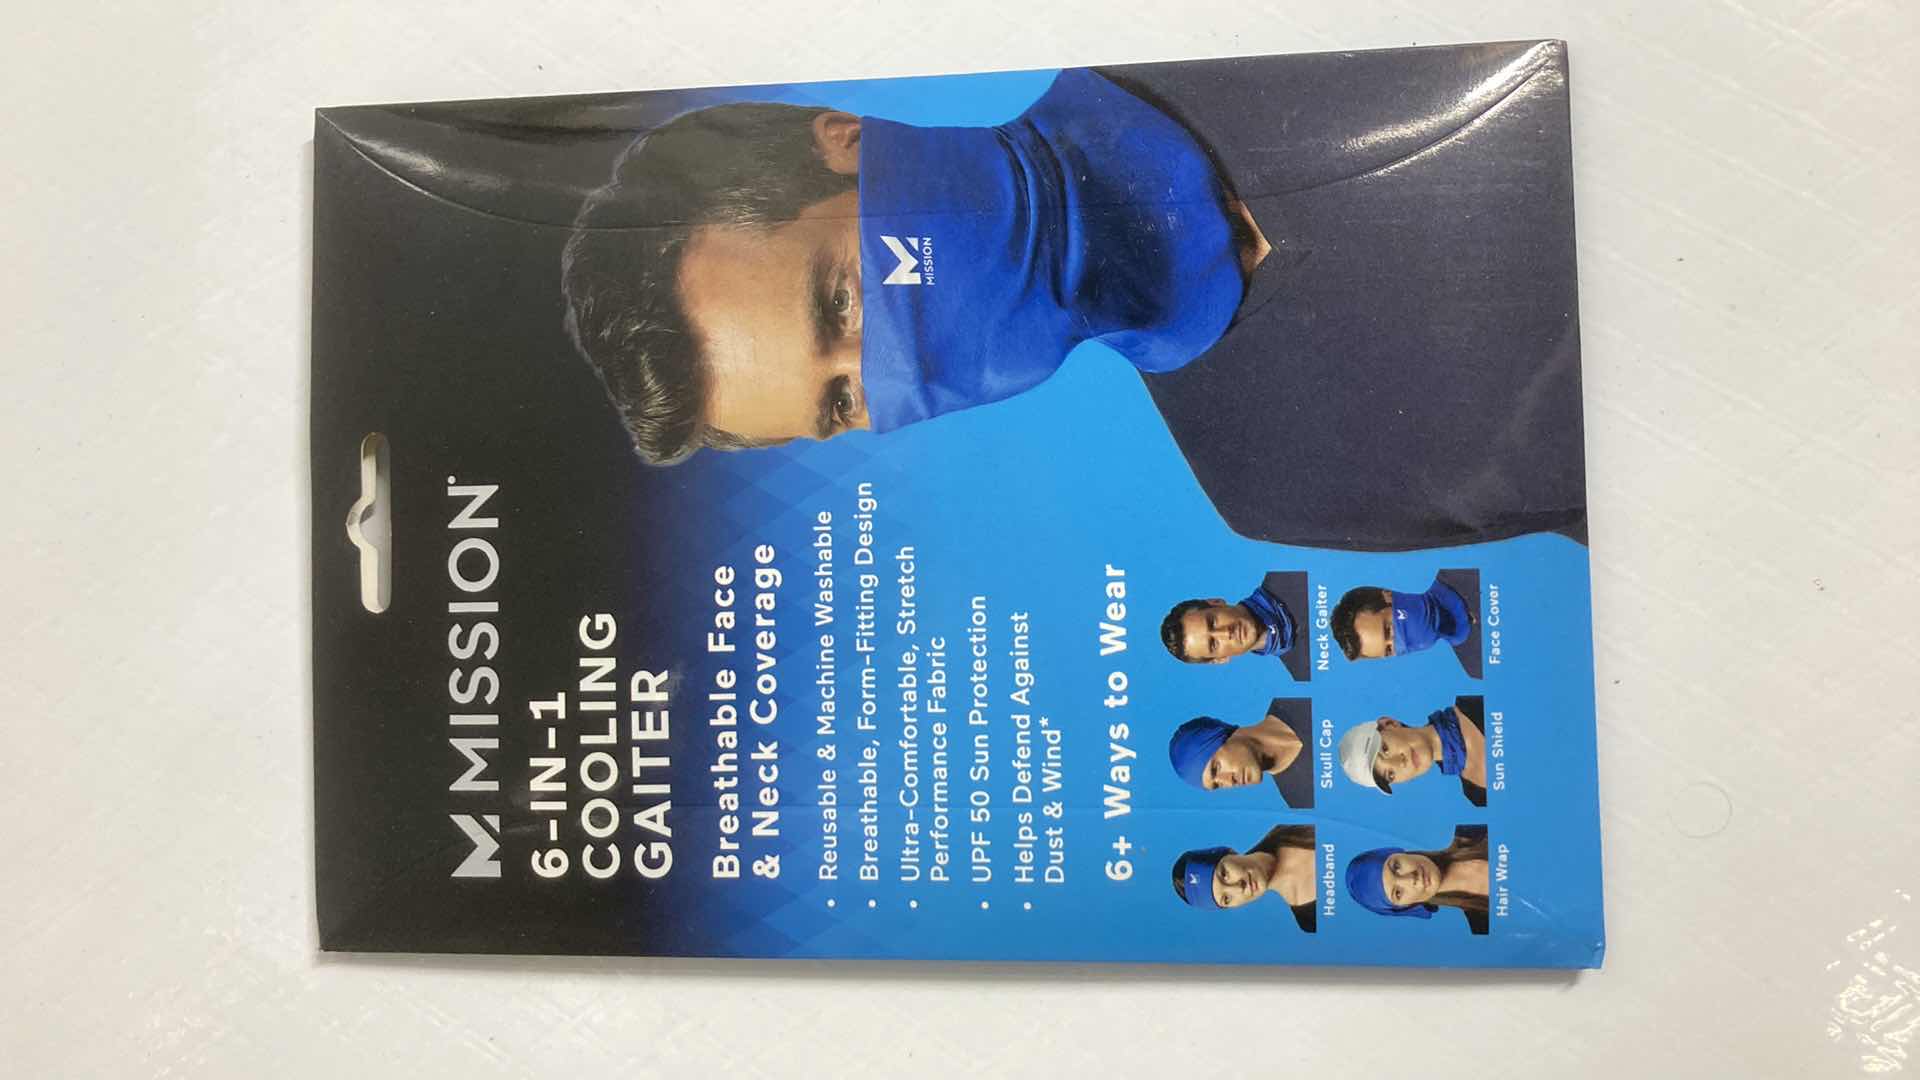 MISSION
6-IN-1
COOLING
GAITER
Breathable Face
& Neck Coverage
• Reusable & Machine Washable
• Breathable, Form-Fitting Design
• Ultra-Comfortable, Stretch
Performance Fabric
• UPF 50 Sun Protection
• Helps Defend Against
Dust & Wind*
6+ Ways to Wear
Headband Skull Cap Neck Gaiter
Hair Wrap Sun Shield Face Cover
MISSION